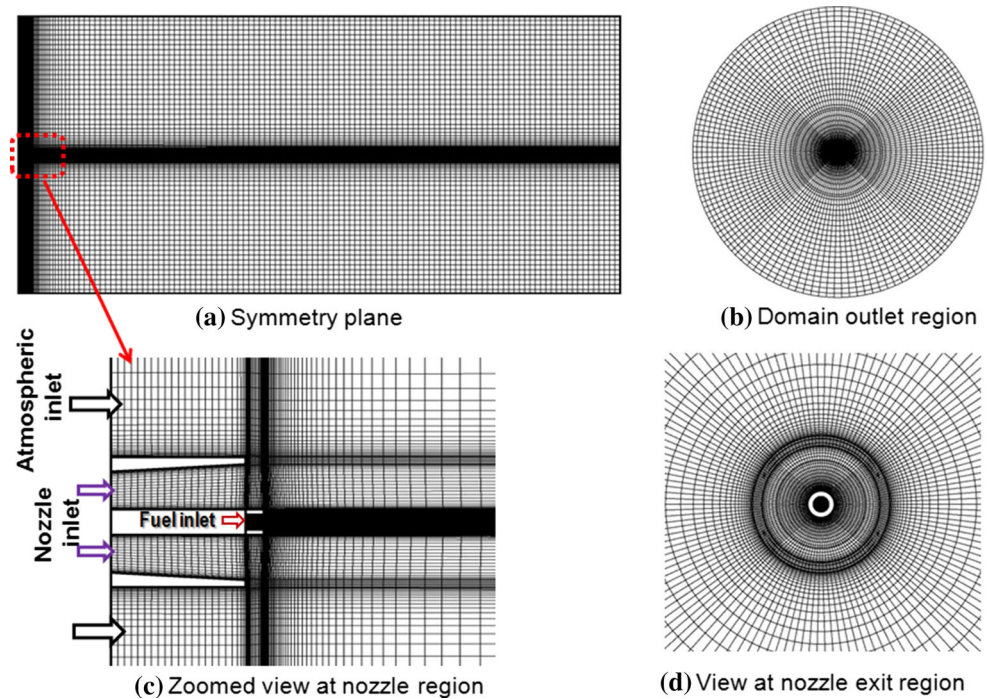 (a) Symmetry plane
(b) Domain outlet region
Atmospheric
inlet
Nozzle
inlet
Fuel inlet
(c) Zoomed view at nozzle region
(d) View at nozzle exit region